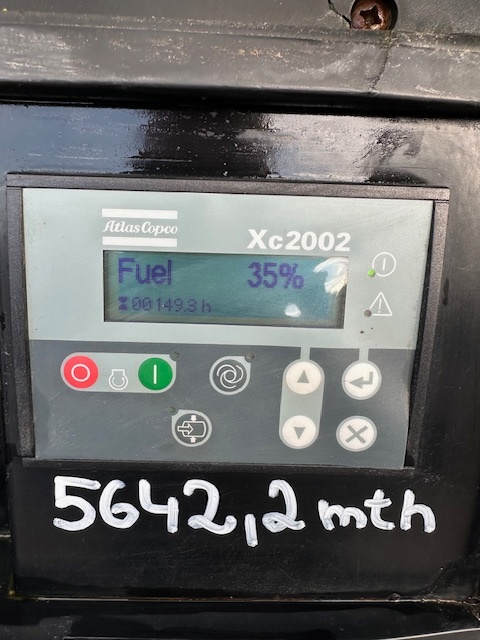 Atlas Copco
Xc2002
Fuel 35%
00149.3 h
5642,2 mth